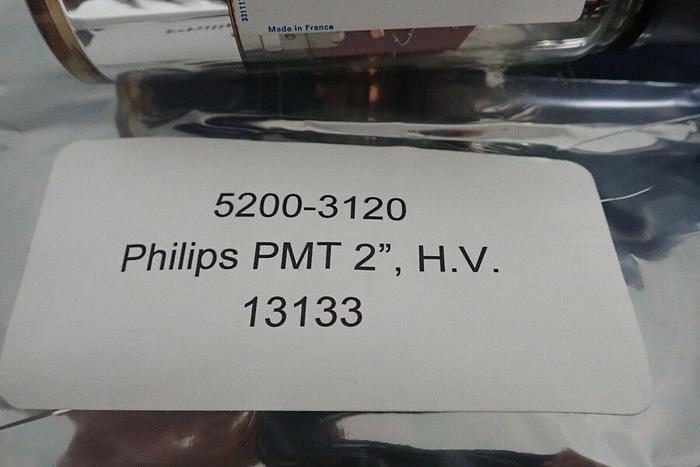 Made in France
5200-3120
Philips PMT 2”, H.V.
13133